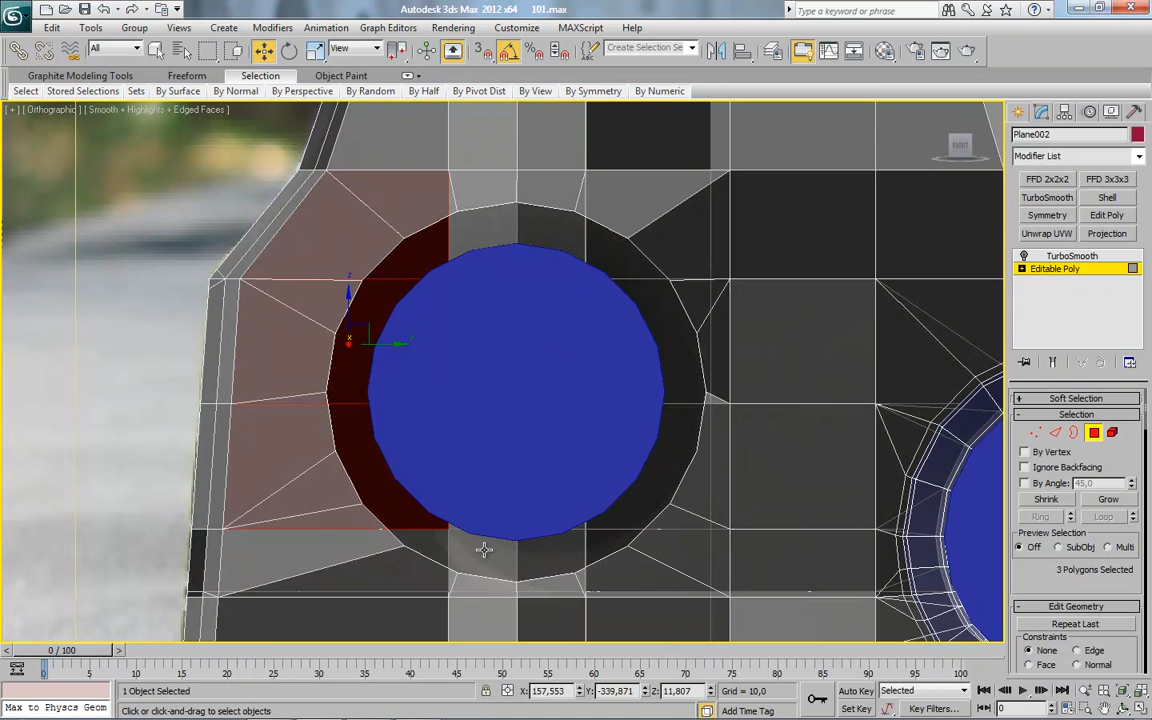 Autodesk 3ds Max 2012 x64 101.max
Type a keyword or phrase
Edit Tools Group Views Create Modifiers Animation Graph Editors Rendering Customize MAXScript Help
All View Create Selection Se
Graphite Modeling Tools Freeform Selection Object Paint
Select Stored Selections Sets By Surface By Normal By Perspective By Random By Half By Pivot Dist By View By Symmetry By Numeric
[ + ] [ Orthographic ] [ Smooth + Highlights + Edged Faces ]
RIGHT
z
x
Plane002
Modifier List
FFD 2x2x2 FFD 3x3x3
TurboSmooth Shell
Symmetry Edit Poly
Unwrap UVW Projection
TurboSmooth
Editable Poly
+ Soft Selection
- Selection
By Vertex
Ignore Backfacing
By Angle: 45,0
Shrink Grow
Ring Loop
Preview Selection
Off SubObj Multi
3 Polygons Selected
- Edit Geometry
Repeat Last
Constraints
None Edge
Face Normal
< 0 / 100 >
0 5 10 15 20 25 30 35 40 45 50 55 60 65 70 75 80 85 90 95 100
1 Object Selected X: 157,553 Y: -339,871 Z: 11,807 Grid = 10,0 Auto Key Selected
Max to Physcs Geom Click or click-and-drag to select objects Add Time Tag Set Key Key Filters... 0